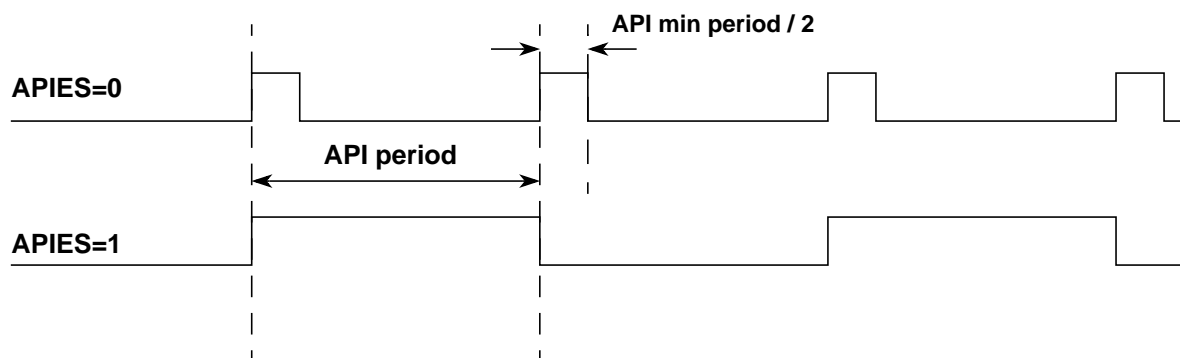 API min period / 2
APIES=0
API period
APIES=1